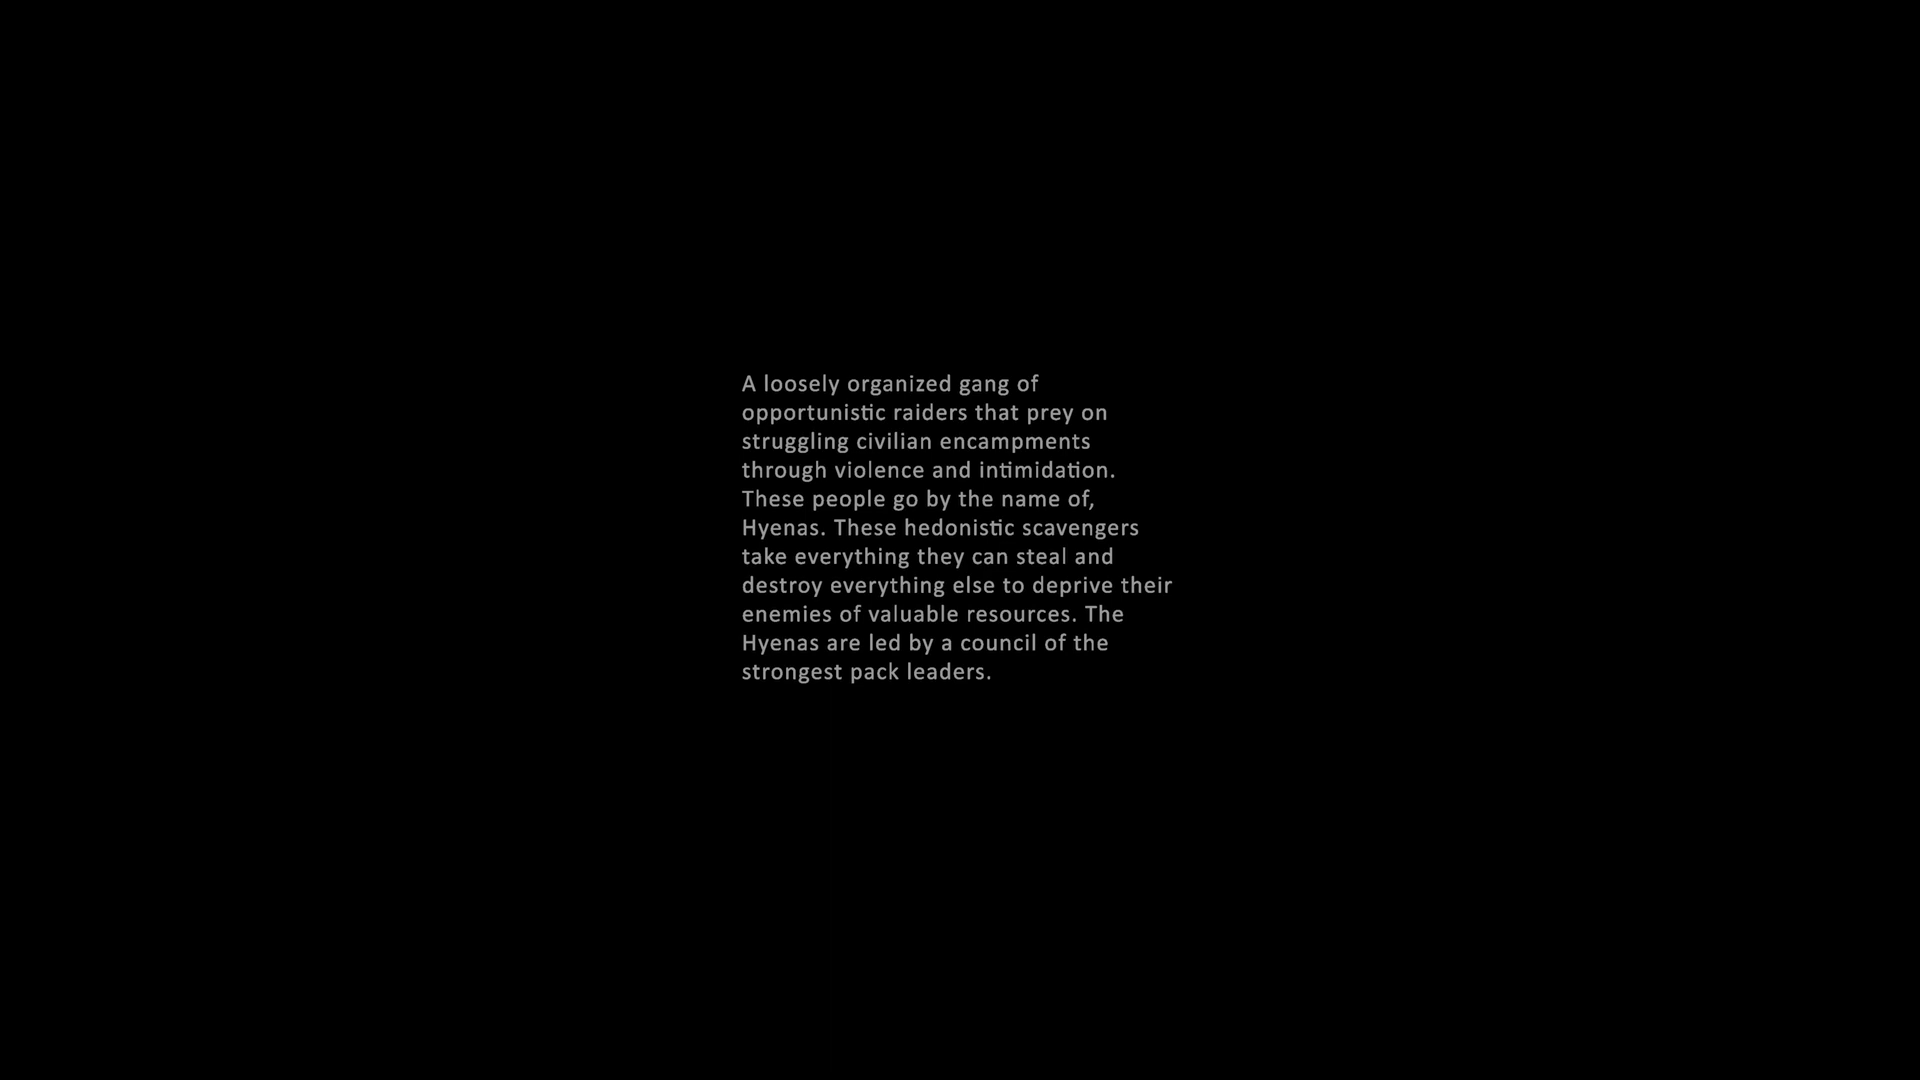 A loosely organized gang of
opportunistic raiders that prey on
struggling civilian encampments
through violence and intimidation.
These people go by the name of,
Hyenas. These hedonistic scavengers
take everything they can steal and
destroy everything else to deprive their
enemies of valuable resources. The
Hyenas are led by a council of the
strongest pack leaders.